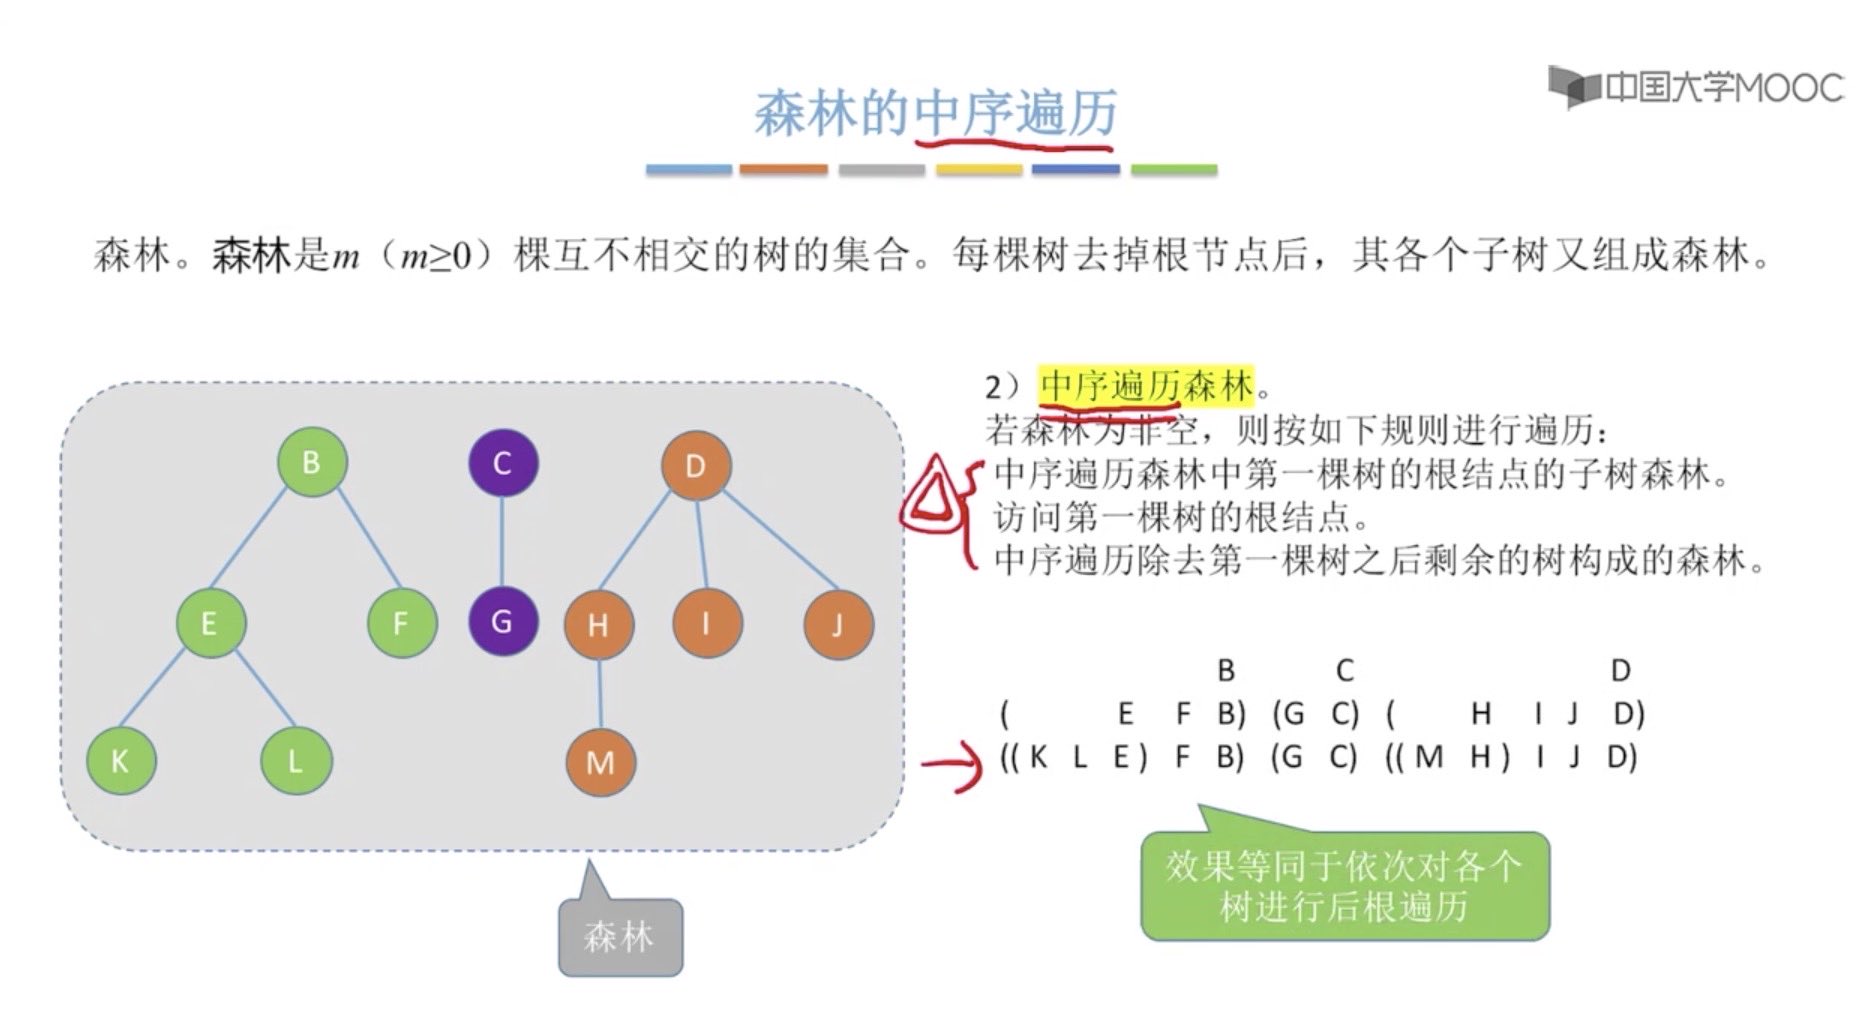 中国大学MOOC
森林的中序遍历
森林。森林是m（m≥0）棵互不相交的树的集合。每棵树去掉根节点后，其各个子树又组成森林。
2）中序遍历森林。
若森林为非空，则按如下规则进行遍历：
中序遍历森林中第一棵树的根结点的子树森林。
访问第一棵树的根结点。
中序遍历除去第一棵树之后剩余的树构成的森林。
B C D
E F G H I J
K L M
B C D
( E F B) (G C) ( H I J D)
((K L E) F B) (G C) ((M H) I J D)
效果等同于依次对各个
树进行后根遍历
森林